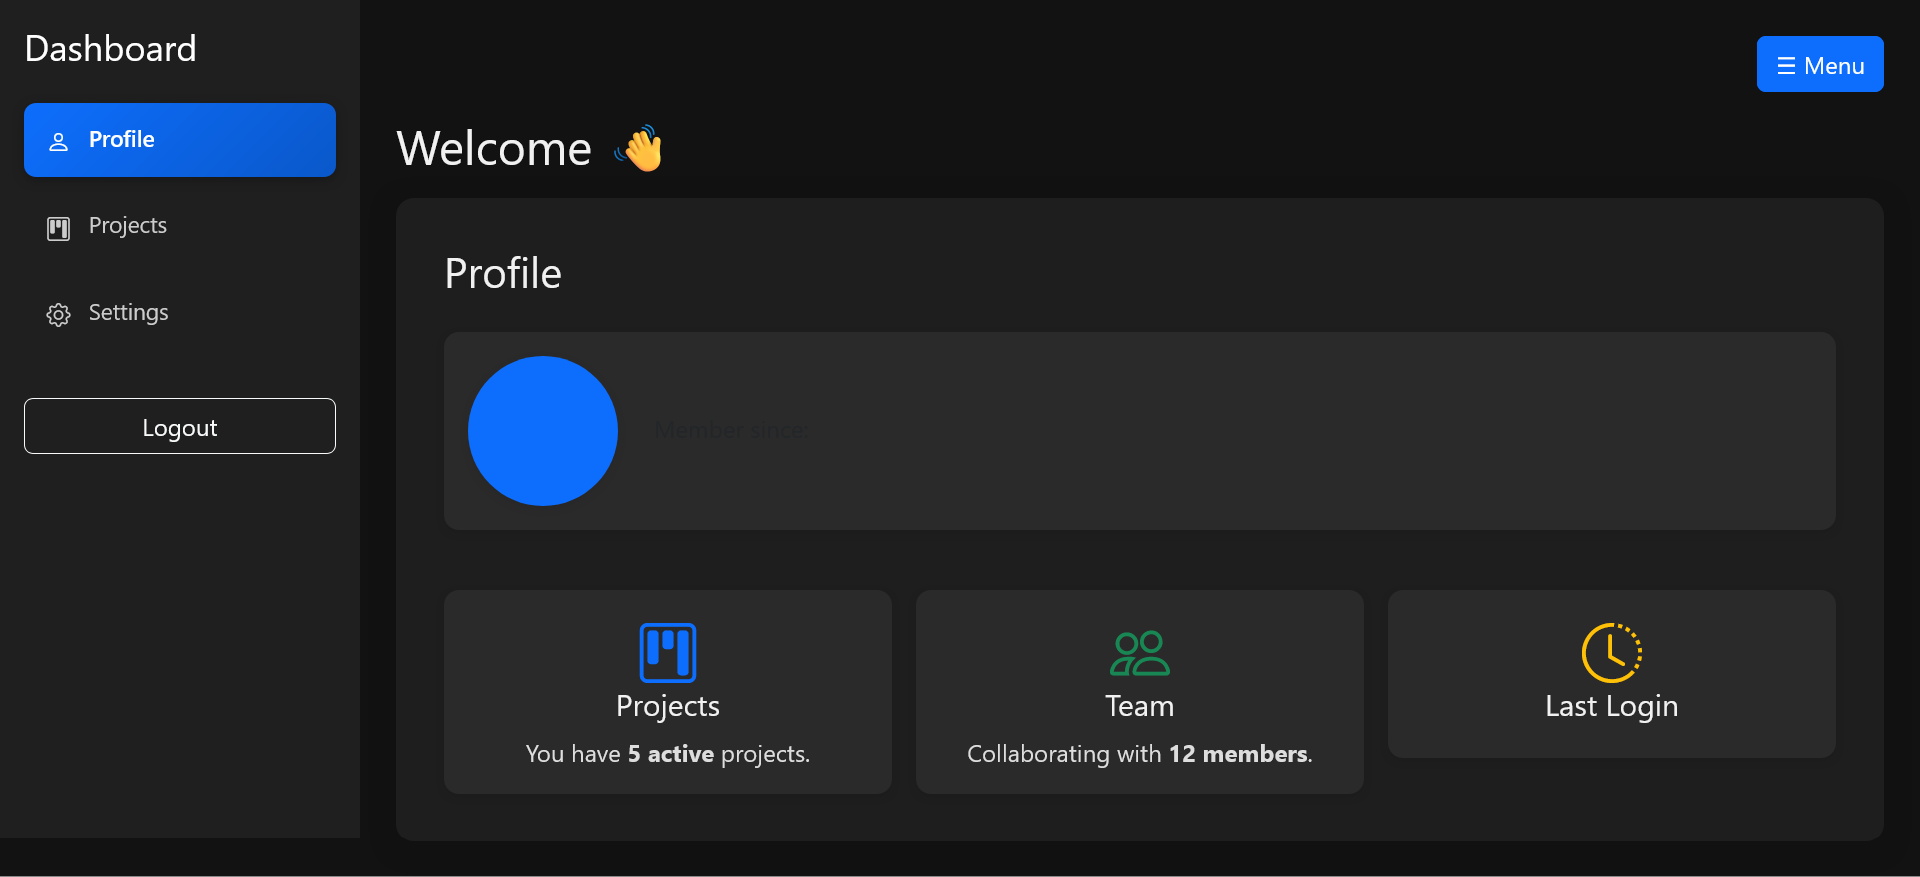 Dashboard
Profile
Projects
Settings
Logout
☰ Menu
Welcome 👋
Profile
Member since:
Projects
You have 5 active projects.
Team
Collaborating with 12 members.
Last Login